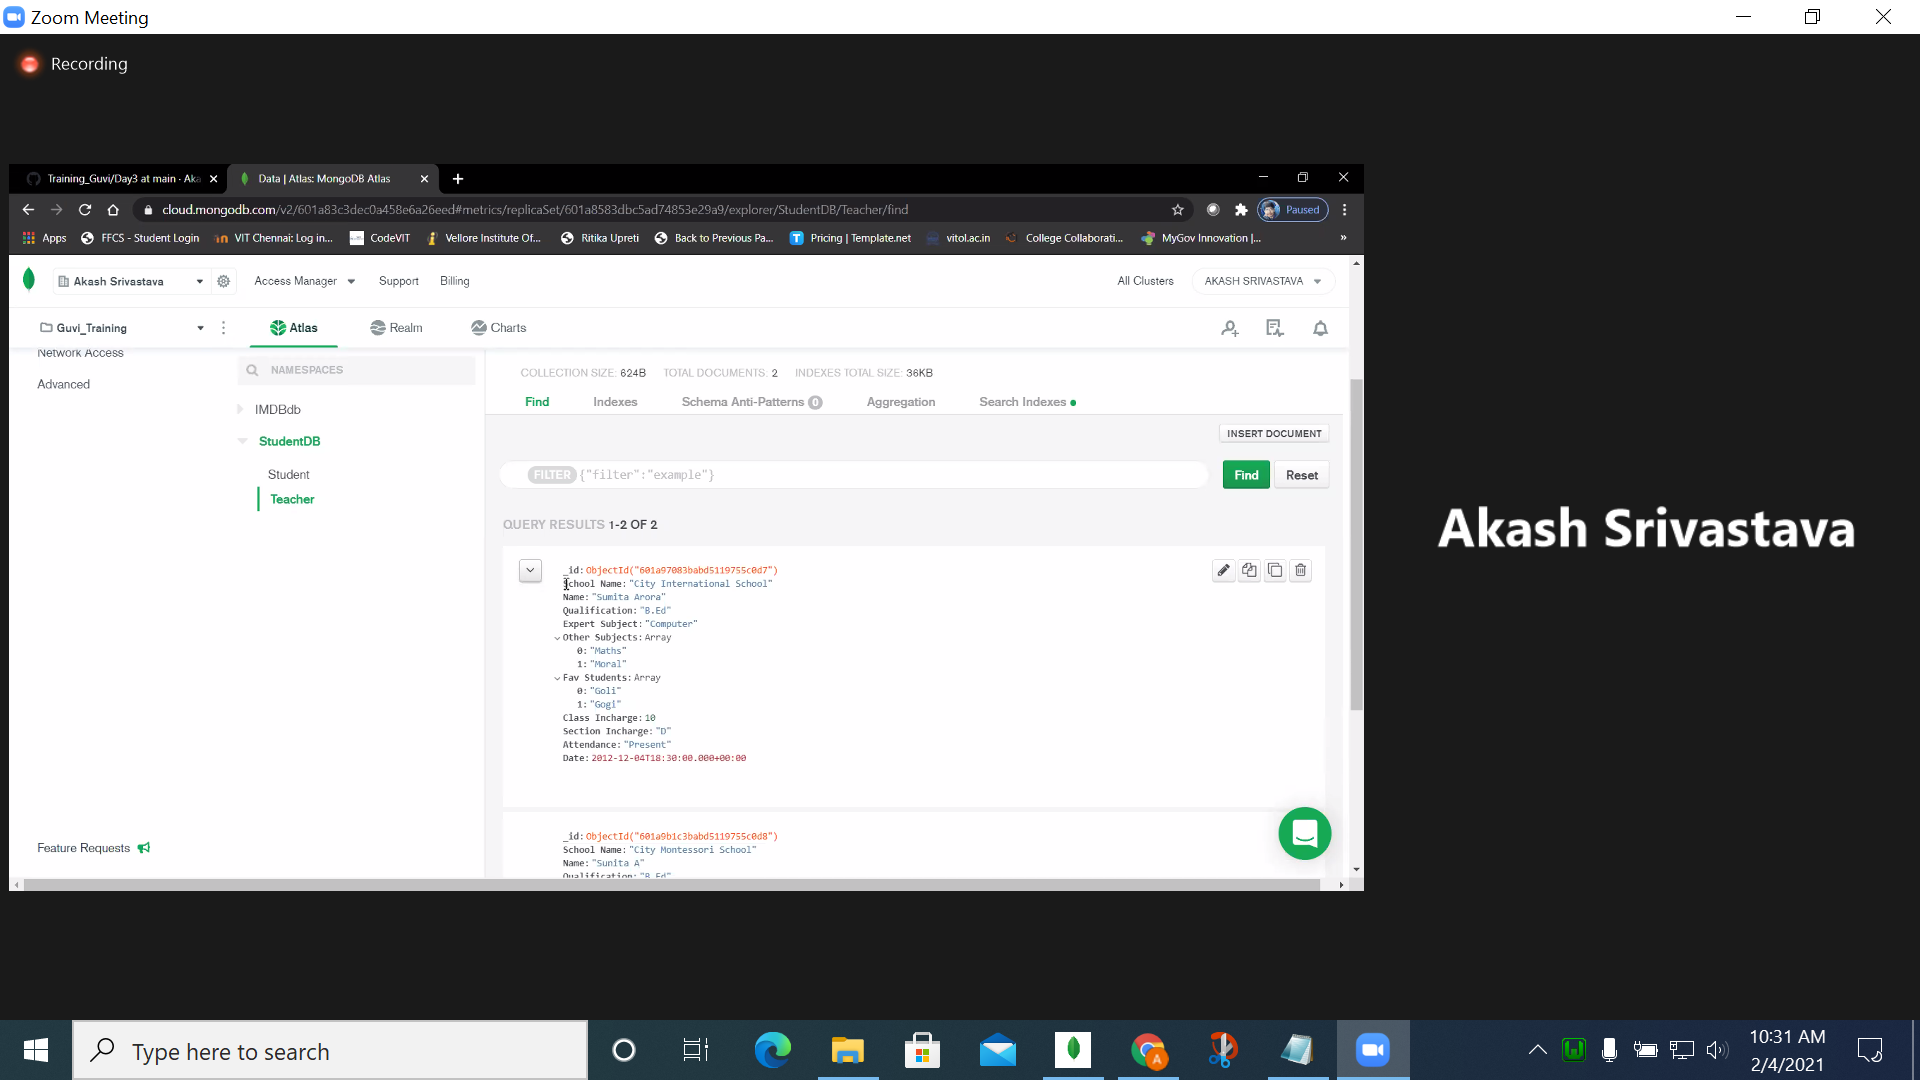 Zoom Meeting
Recording
Training_Guvi/Day3 at main · Aka
Data | Atlas: MongoDB Atlas
cloud.mongodb.com/v2/601a83c3dec0a458e6a26eed#metrics/replicaSet/601a8583dbc5ad74853e29a9/explorer/StudentDB/Teacher/find
Paused
Apps FFCS - Student Login VIT Chennai: Log in... CodeVIT Vellore Institute Of... Ritika Upreti Back to Previous Pa... Pricing | Template.net vitol.ac.in College Collaborati... MyGov Innovation |... »
Akash Srivastava Access Manager Support Billing All Clusters AKASH SRIVASTAVA
Guvi_Training Atlas Realm Charts
Network Access
Advanced
NAMESPACES
IMDBdb
StudentDB
Student
Teacher
Feature Requests
COLLECTION SIZE: 624B TOTAL DOCUMENTS: 2 INDEXES TOTAL SIZE: 36KB
Find Indexes Schema Anti-Patterns 0 Aggregation Search Indexes
INSERT DOCUMENT
FILTER {"filter":"example"} Find Reset
QUERY RESULTS 1-2 OF 2
_id: ObjectId("601a97083babd5119755c0d7")
School Name: "City International School"
Name: "Sumita Arora"
Qualification: "B.Ed"
Expert Subject: "Computer"
Other Subjects: Array
0: "Maths"
1: "Moral"
Fav Students: Array
0: "Goli"
1: "Gogi"
Class Incharge: 10
Section Incharge: "D"
Attendance: "Present"
Date: 2012-12-04T18:30:00.000+00:00
_id: ObjectId("601a9b1c3babd5119755c0d8")
School Name: "City Montessori School"
Name: "Sunita A"
Qualification: "B.Ed"
Akash Srivastava
Type here to search
A
10:31 AM
2/4/2021